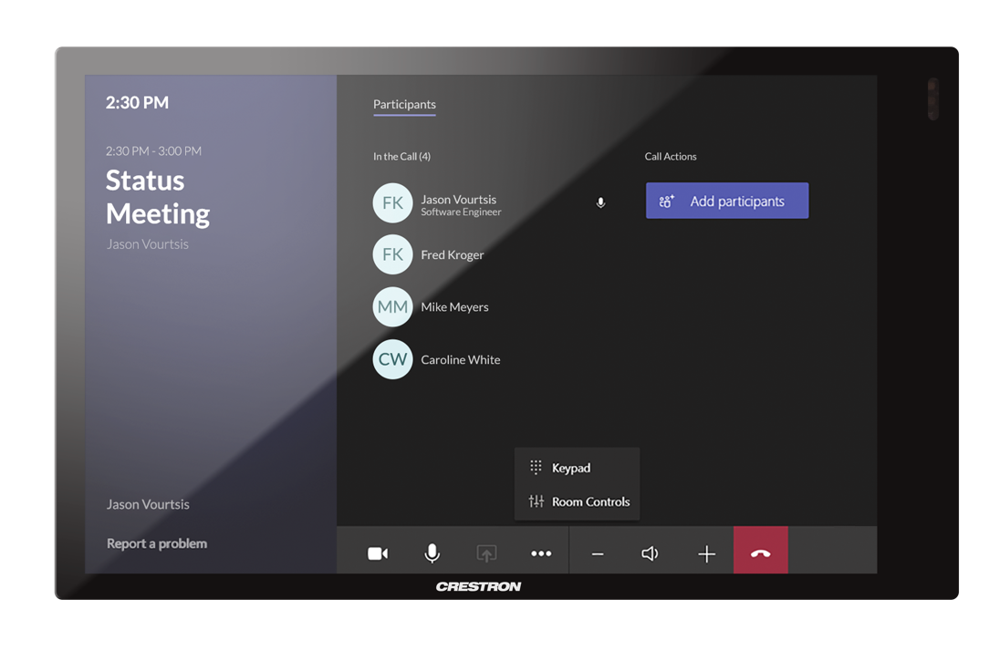 2:30 PM
2:30 PM - 3:00 PM
Status
Meeting
Jason Vourtsis
Jason Vourtsis
Report a problem
Participants
In the Call (4)
FK
Jason Vourtsis
Software Engineer
FK
Fred Kroger
MM
Mike Meyers
CW
Caroline White
Call Actions
Add participants
Keypad
Room Controls
CRESTRON